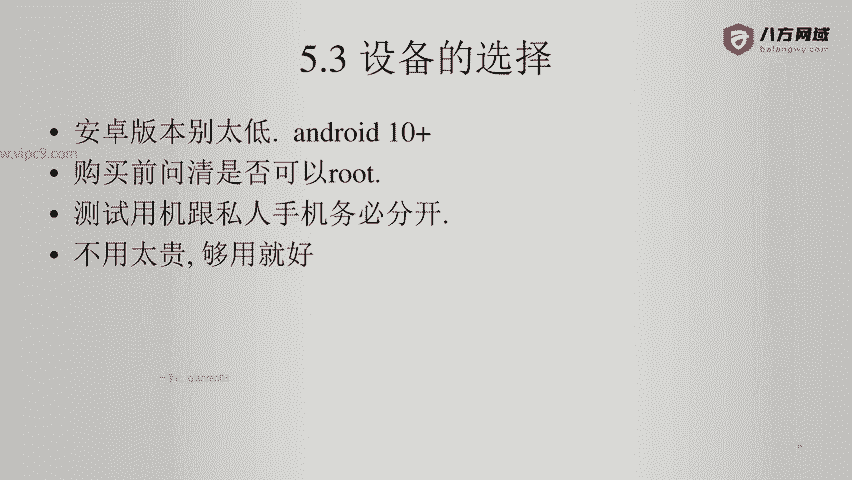 八方网域
bafangwy.com
5.3 设备的选择
• 安卓版本别太低. android 10+
w.vipc9.com
• 购买前问清是否可以root.
• 测试用机跟私人手机务必分开.
• 不用太贵, 够用就好